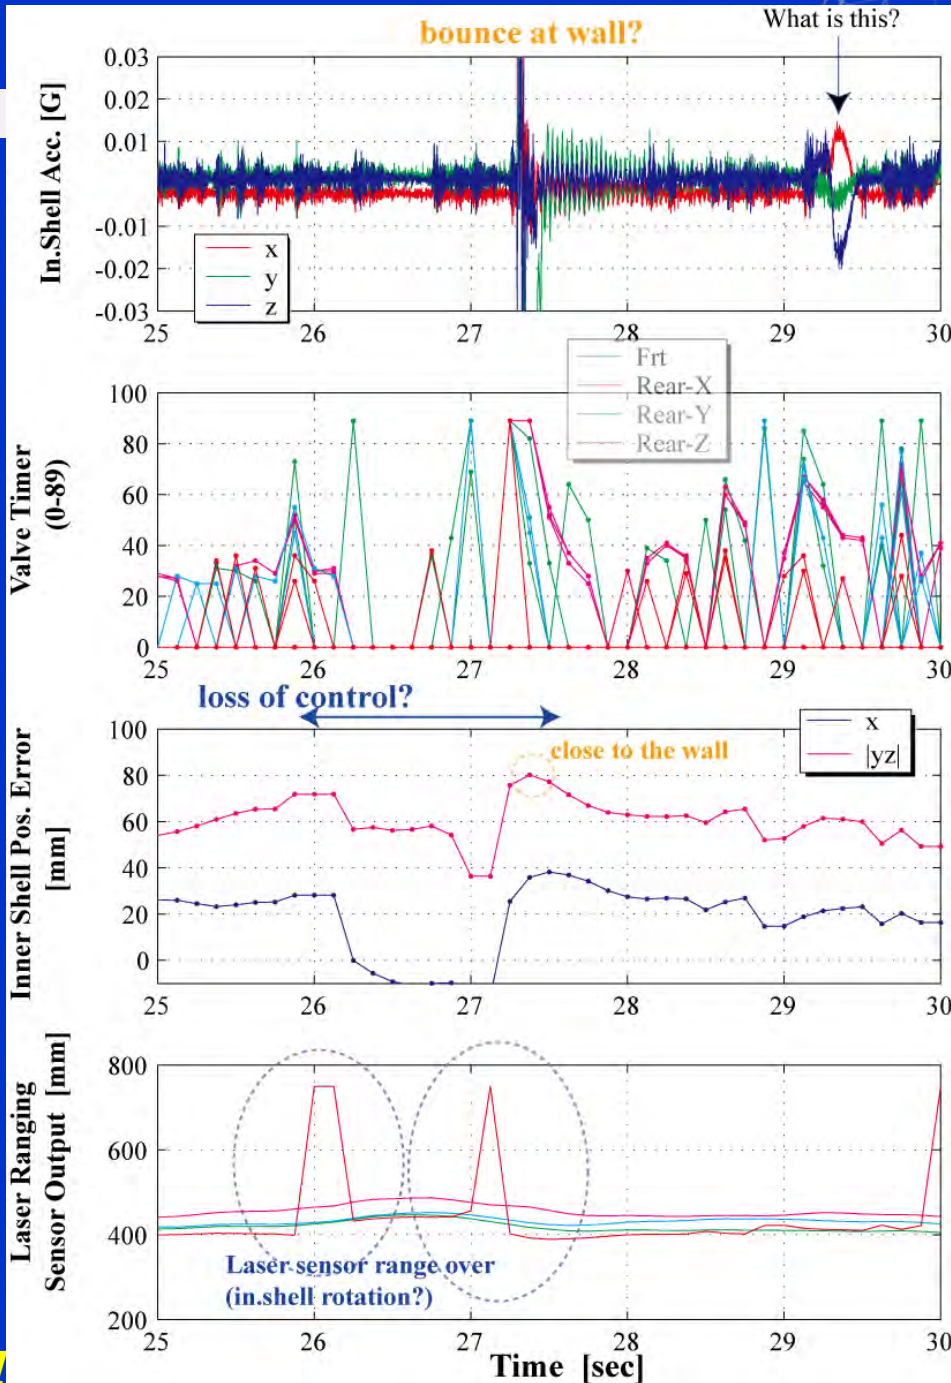 What is this?
bounce at wall?
In.Shell Acc. [G]
0.03
0.02
0.01
-0.01
-0.02
-0.03
x
y
z
25 26 27 28 29 30
Valve Timer
(0-89)
100
80
60
40
20
0
Frt
Rear-X
Rear-Y
Rear-Z
25 26 27 28 29 30
loss of control?
Inner Shell Pos. Error
[mm]
100
80
60
40
20
0
close to the wall
x
|yz|
25 26 27 28 29 30
Laser Ranging
Sensor Output [mm]
800
600
400
200
Laser sensor range over
(in.shell rotation?)
25 26 27 28 29 30
Time [sec]